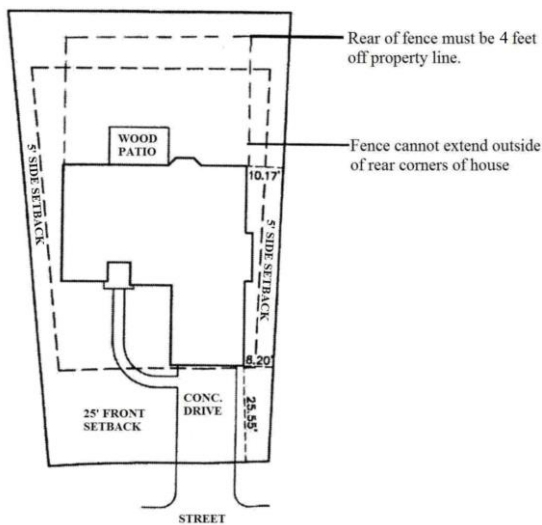 Rear of fence must be 4 feet
off property line.
WOOD
PATIO
Fence cannot extend outside
of rear corners of house
10.17'
5' SIDE SETBACK
5' SIDE SETBACK
8.20'
25' FRONT
SETBACK
CONC.
DRIVE
25.55'
STREET